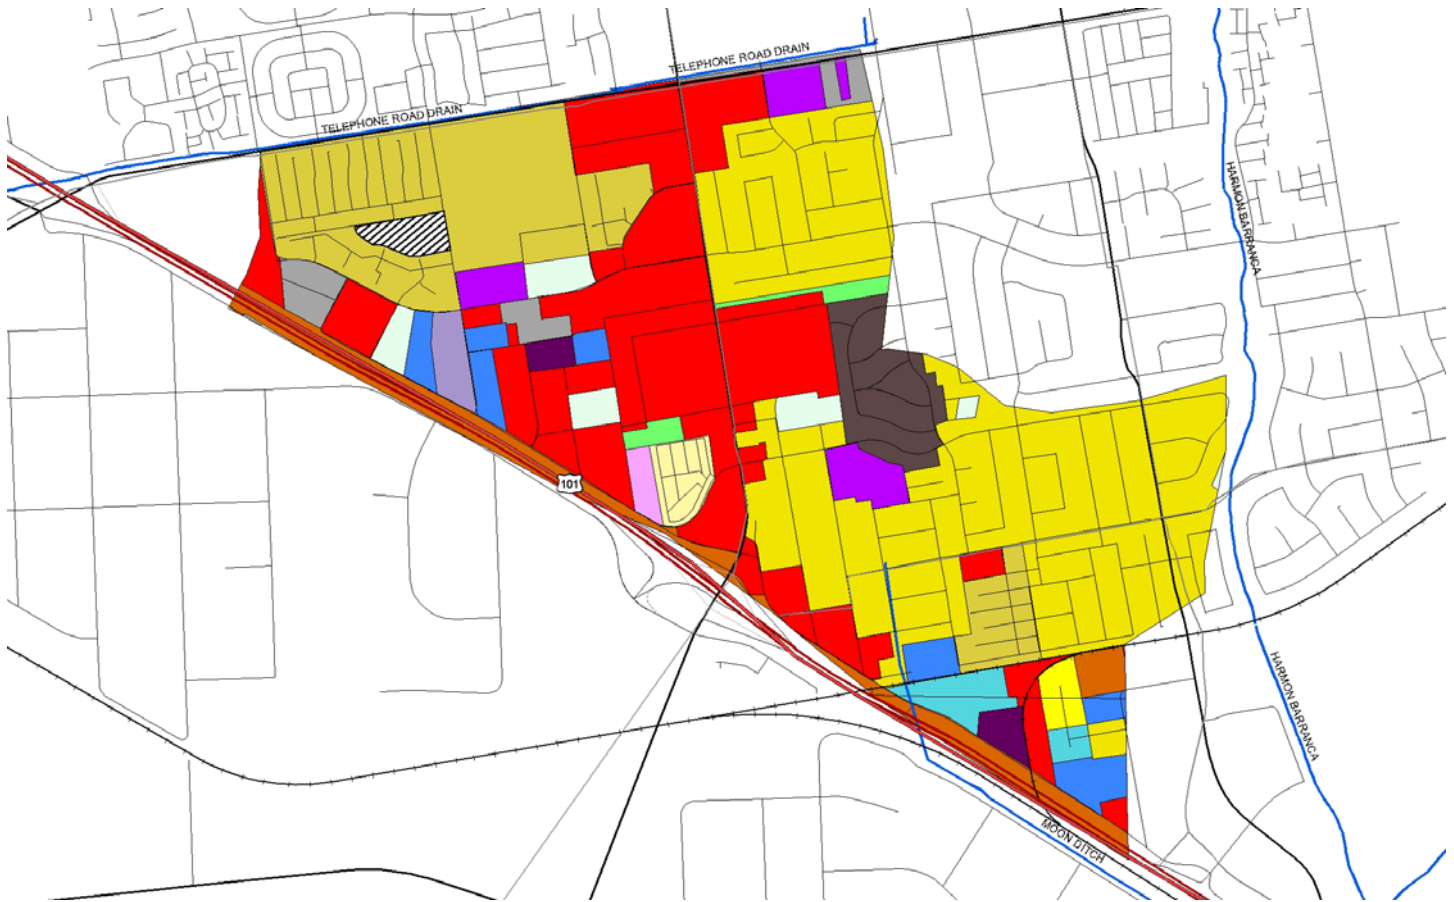 TELEPHONE ROAD DRAIN
TELEPHONE ROAD DRAIN
HARMON BARRANCA
101
HARMON BARRANCA
MOON DITCH